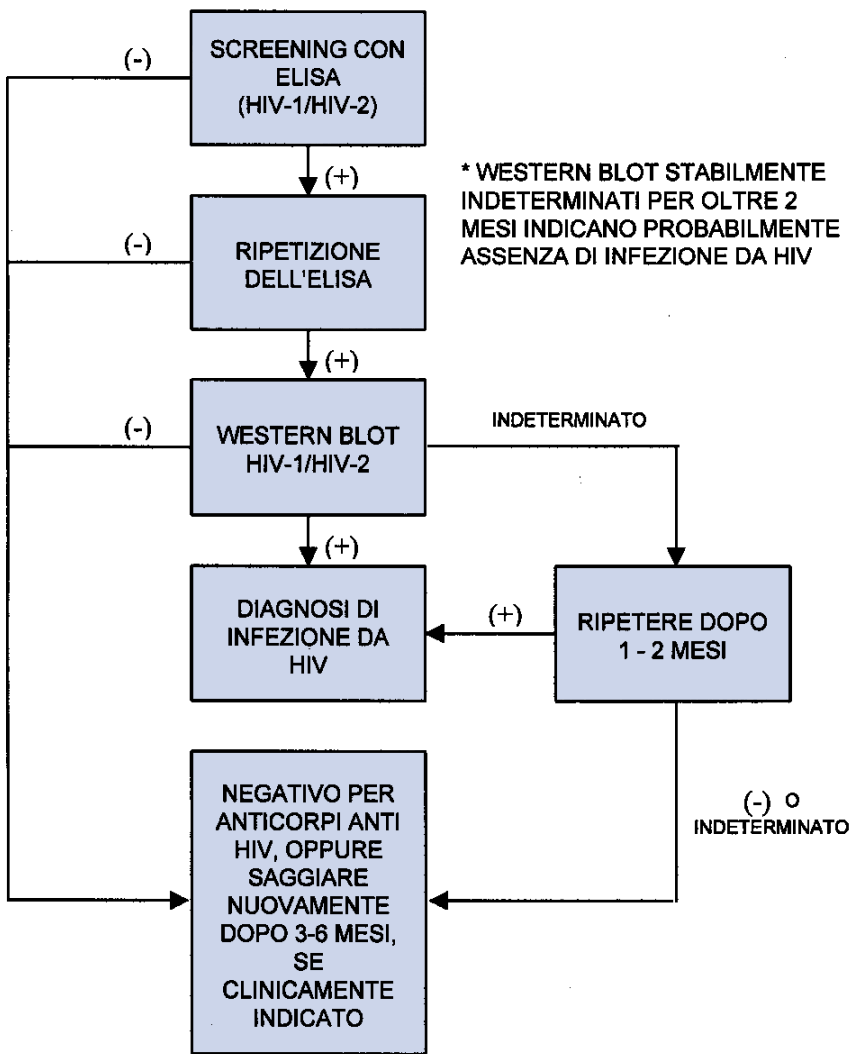 SCREENING CON
ELISA
(HIV-1/HIV-2)
(-)
(+)
* WESTERN BLOT STABILMENTE
INDETERMINATI PER OLTRE 2
MESI INDICANO PROBABILMENTE
ASSENZA DI INFEZIONE DA HIV
(-)
RIPETIZIONE
DELL'ELISA
(+)
(-)
WESTERN BLOT
HIV-1/HIV-2
INDETERMINATO
(+)
DIAGNOSI DI
INFEZIONE DA
HIV
(+)
RIPETERE DOPO
1 - 2 MESI
NEGATIVO PER
ANTICORPI ANTI
HIV, OPPURE
SAGGIARE
NUOVAMENTE
DOPO 3-6 MESI,
SE
CLINICAMENTE
INDICATO
(-) O
INDETERMINATO